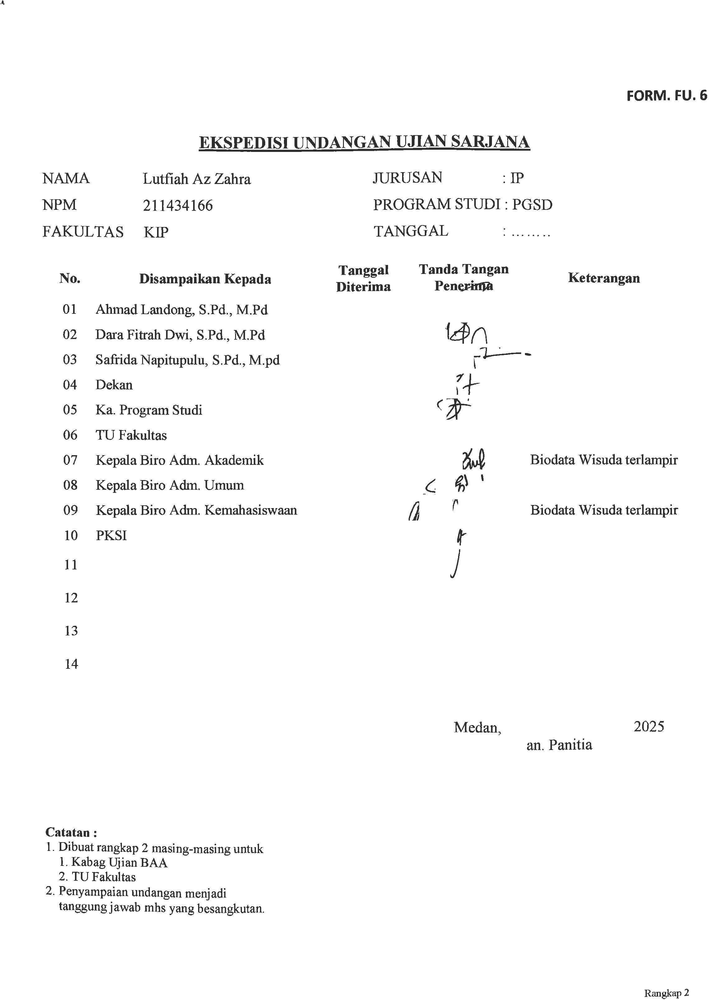 FORM. FU. 6
EKSPEDISI UNDANGAN UJIAN SARJANA
NAMA Lutfiah Az Zahra JURUSAN : IP
NPM 211434166 PROGRAM STUDI : PGSD
FAKULTAS KIP TANGGAL : ........
No. Disampaikan Kepada Tanggal Diterima Tanda Tangan Penerima Keterangan
01 Ahmad Landong, S.Pd., M.Pd
02 Dara Fitrah Dwi, S.Pd., M.Pd
03 Safrida Napitupulu, S.Pd., M.pd
04 Dekan
05 Ka. Program Studi
06 TU Fakultas
07 Kepala Biro Adm. Akademik Biodata Wisuda terlampir
08 Kepala Biro Adm. Umum
09 Kepala Biro Adm. Kemahasiswaan Biodata Wisuda terlampir
10 PKSI
11
12
13
14
Medan, 2025
an. Panitia
Catatan :
1. Dibuat rangkap 2 masing-masing untuk
1. Kabag Ujian BAA
2. TU Fakultas
2. Penyampaian undangan menjadi
tanggung jawab mhs yang besangkutan.
Rangkap 2